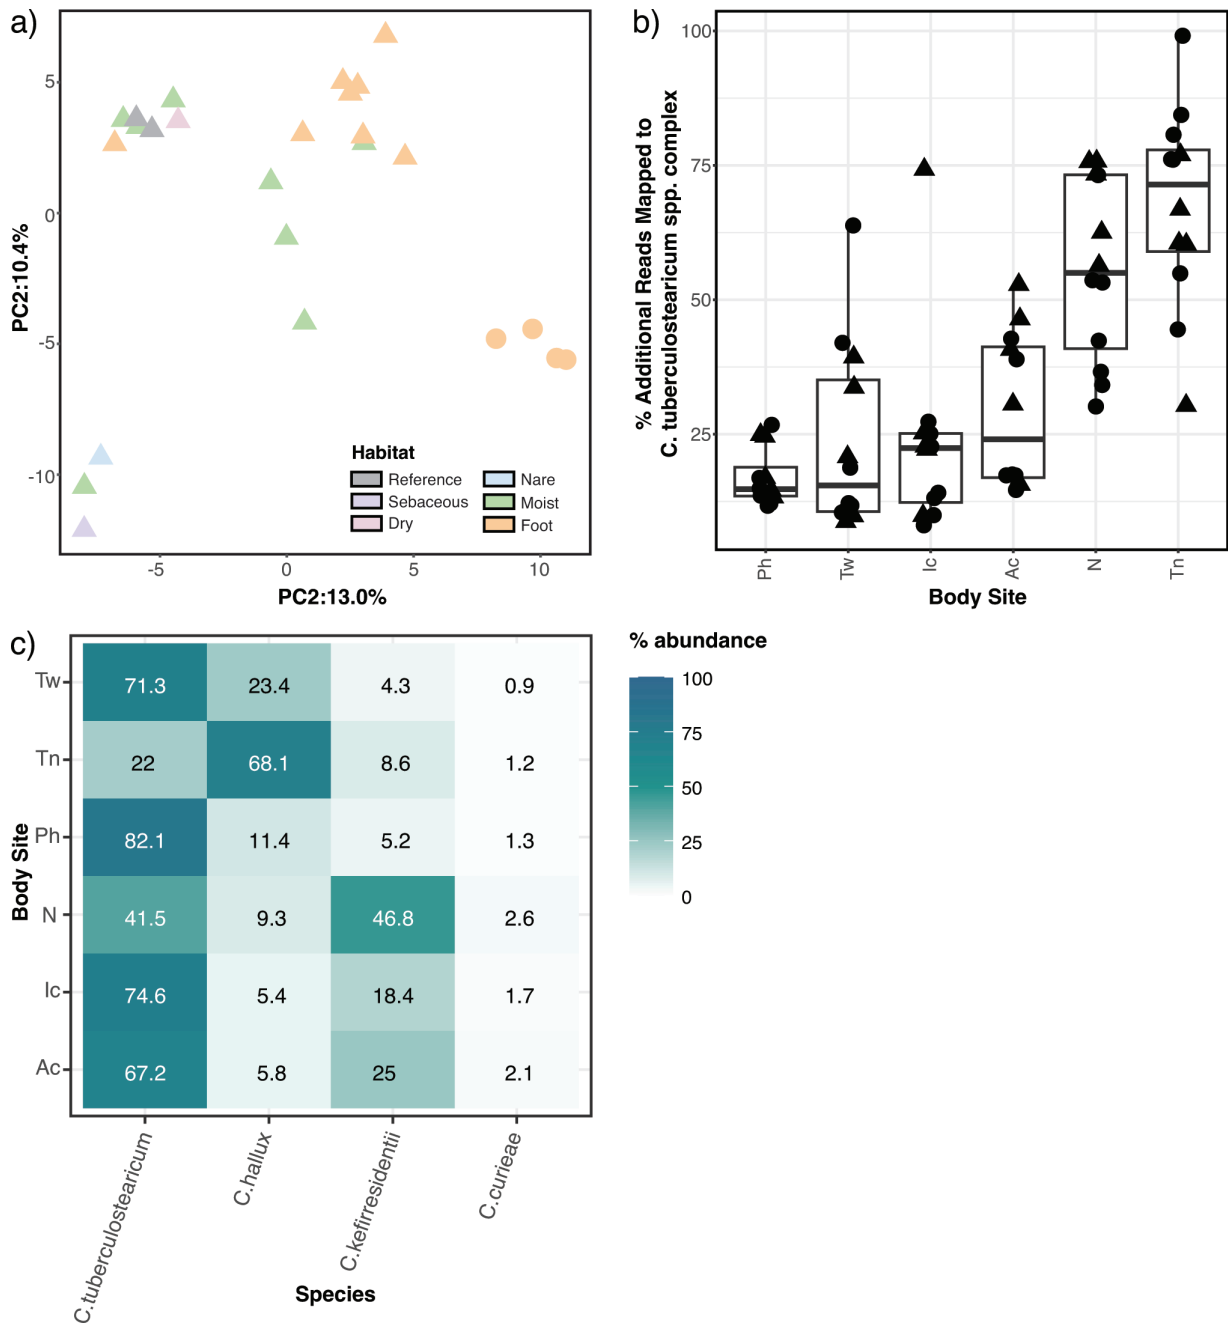 a)
5
0
-5
-10
PC2:10.4%
-5
0
5
10
PC2:13.0%
Habitat
Reference
Sebaceous
Dry
Nare
Moist
Foot
b)
100
75
50
25
% Additional Reads Mapped to
C. tuberculostearicum spp. complex
Ph
Tw
Ic
Ac
N
Tn
Body Site
c)
Tw 71.3 23.4 4.3 0.9
Tn 22 68.1 8.6 1.2
Ph 82.1 11.4 5.2 1.3
N 41.5 9.3 46.8 2.6
Ic 74.6 5.4 18.4 1.7
Ac 67.2 5.8 25 2.1
Body Site
C.tuberculostearicum
C.hallux
C.kefirresidentii
C.curieae
Species
% abundance
100
75
50
25
0